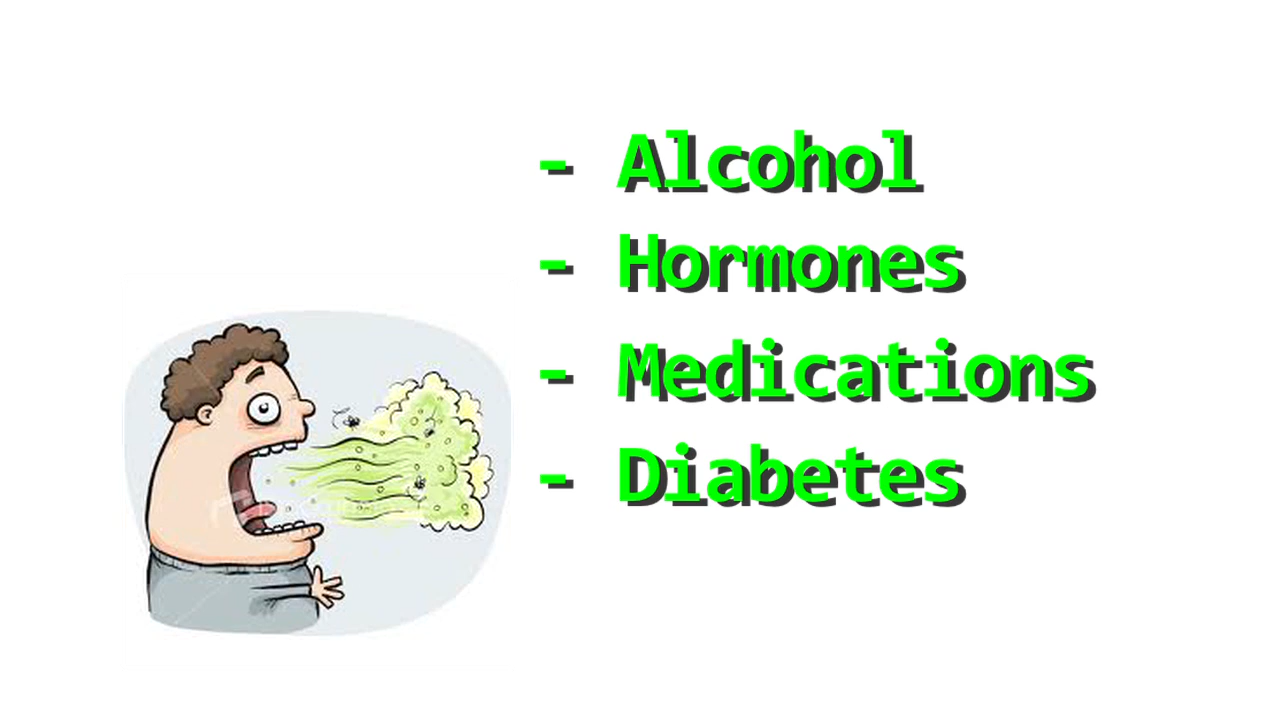 - Alcohol
- Hormones
- Medications
- Diabetes